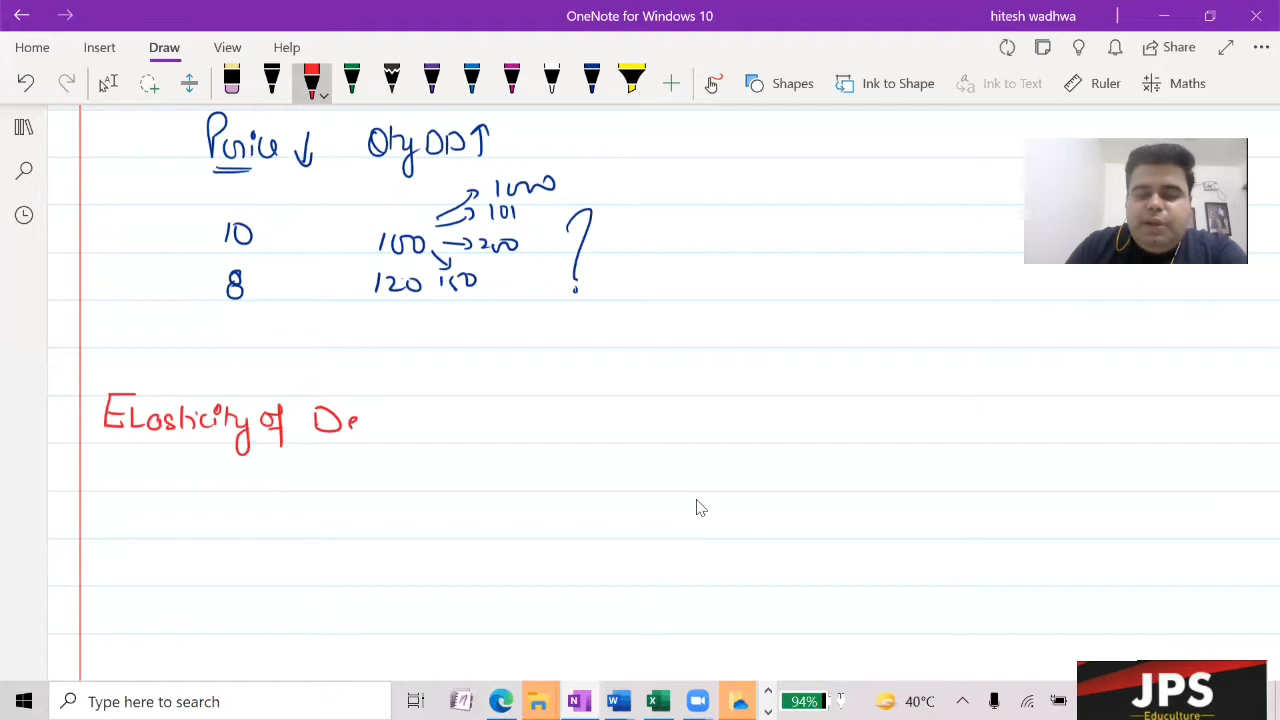 OneNote for Windows 10
hitesh wadhwa
Home Insert Draw View Help
Share
Shapes Ink to Shape Ink to Text Ruler Maths
Price ↓ Qty DD↑
1000
101
10 100 → 200 ?
8 120 150
Elasticity of De
Type here to search
94%
40°C
JPS
Educulture